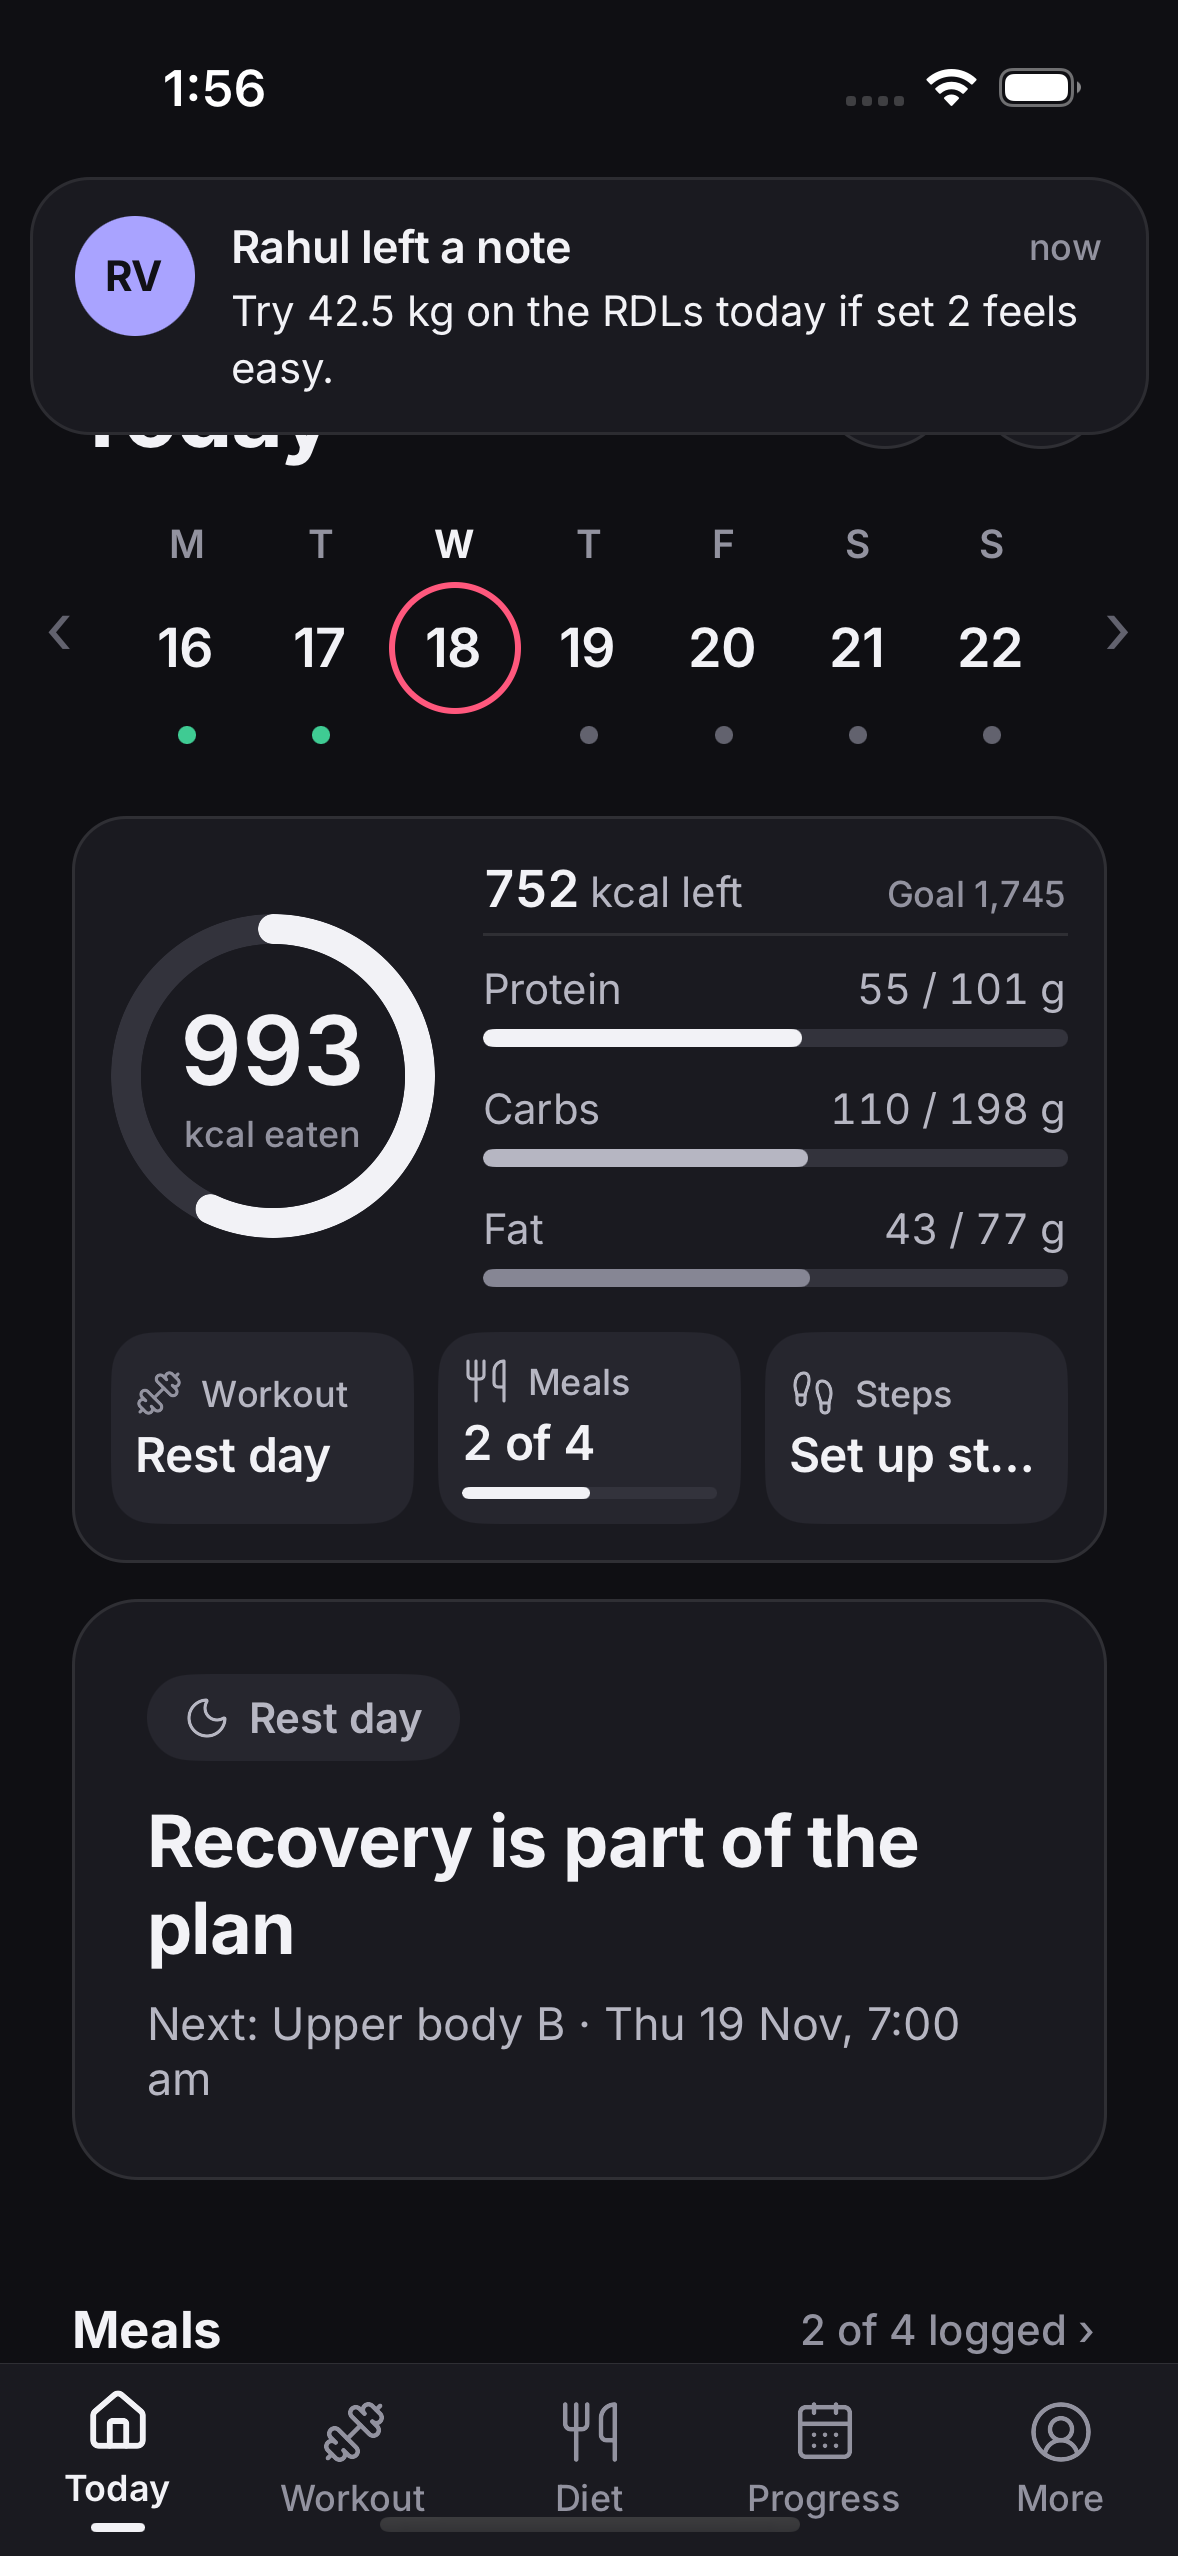 1:56
RV
Rahul left a note
now
Try 42.5 kg on the RDLs today if set 2 feels
easy.
Today
M T W T F S S
‹ 16 17 18 19 20 21 22 ›
752 kcal left
Goal 1,745
993
kcal eaten
Protein 55 / 101 g
Carbs 110 / 198 g
Fat 43 / 77 g
Workout
Rest day
Meals
2 of 4
Steps
Set up st...
Rest day
Recovery is part of the
plan
Next: Upper body B · Thu 19 Nov, 7:00
am
Meals
2 of 4 logged ›
Today Workout Diet Progress More